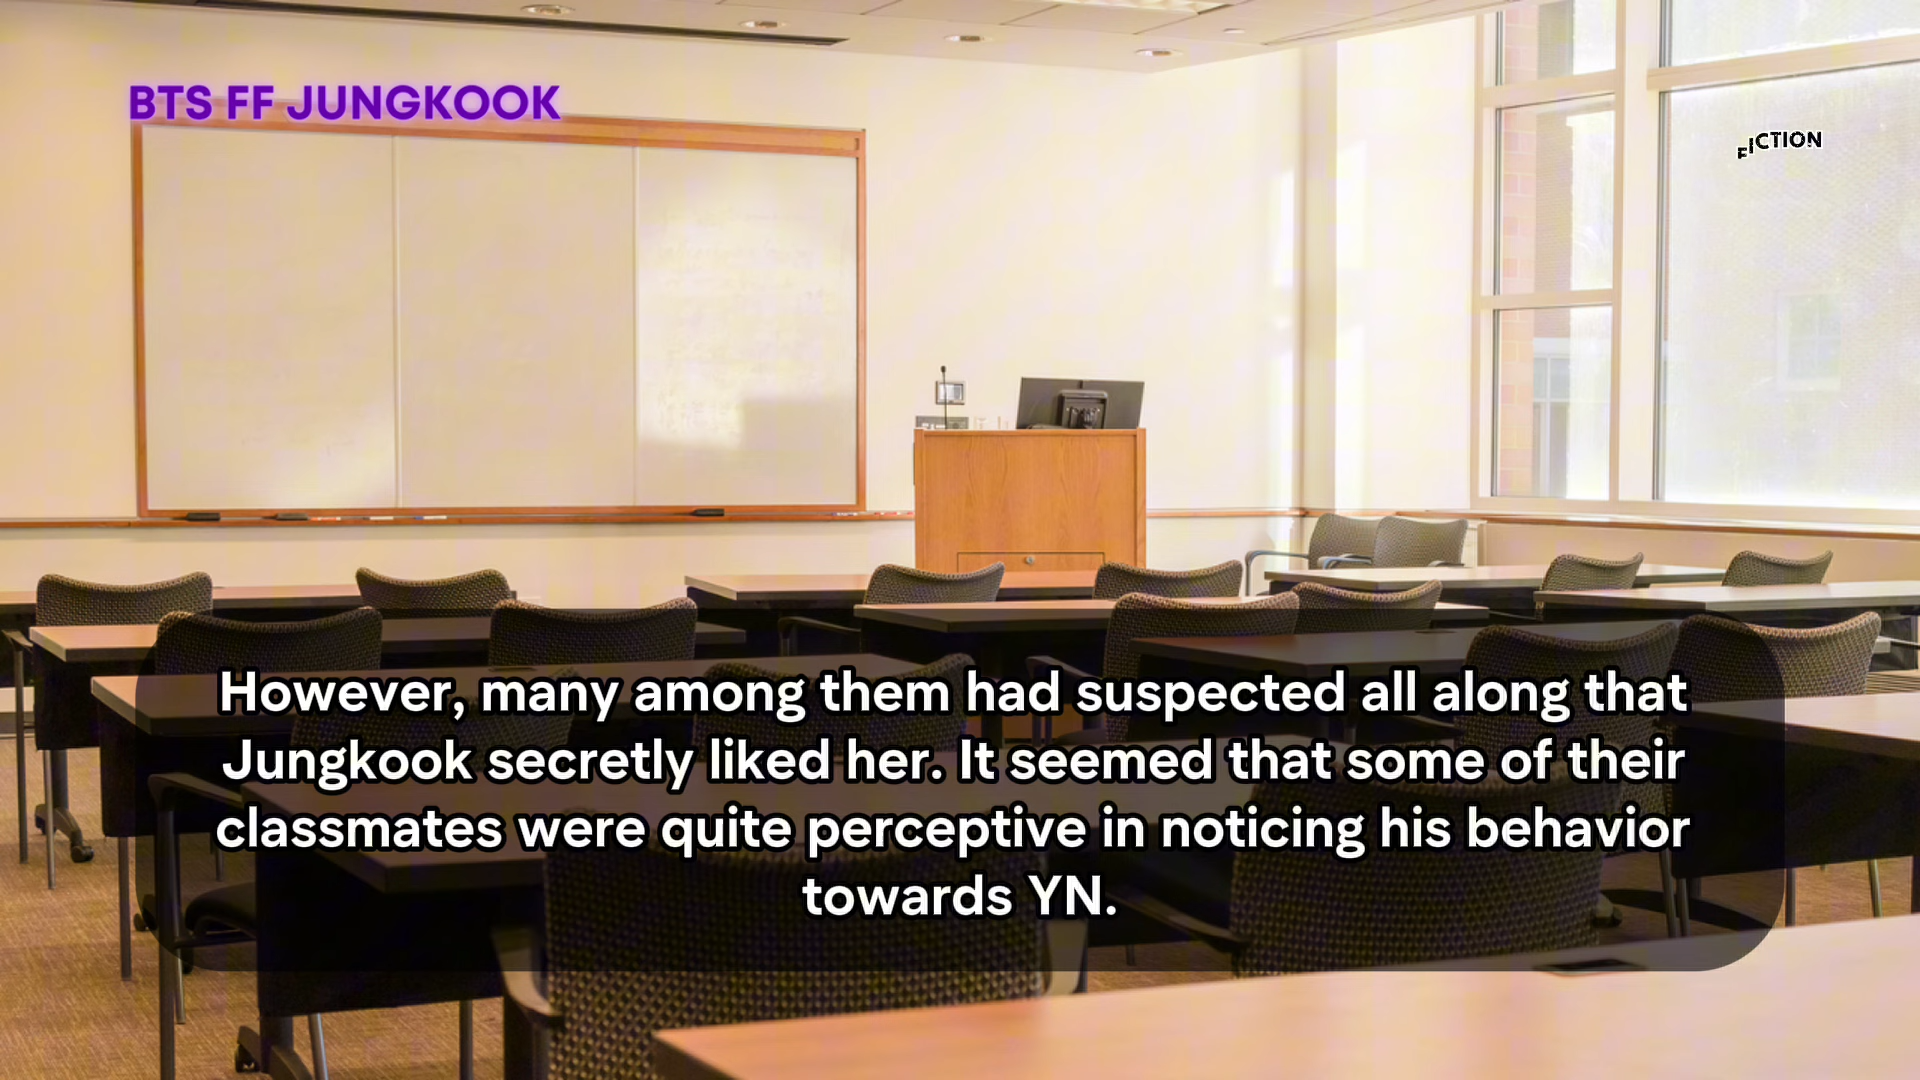 BTS FF JUNGKOOK
FICTION
However, many among them had suspected all along that
Jungkook secretly liked her. It seemed that some of their
classmates were quite perceptive in noticing his behavior
towards YN.